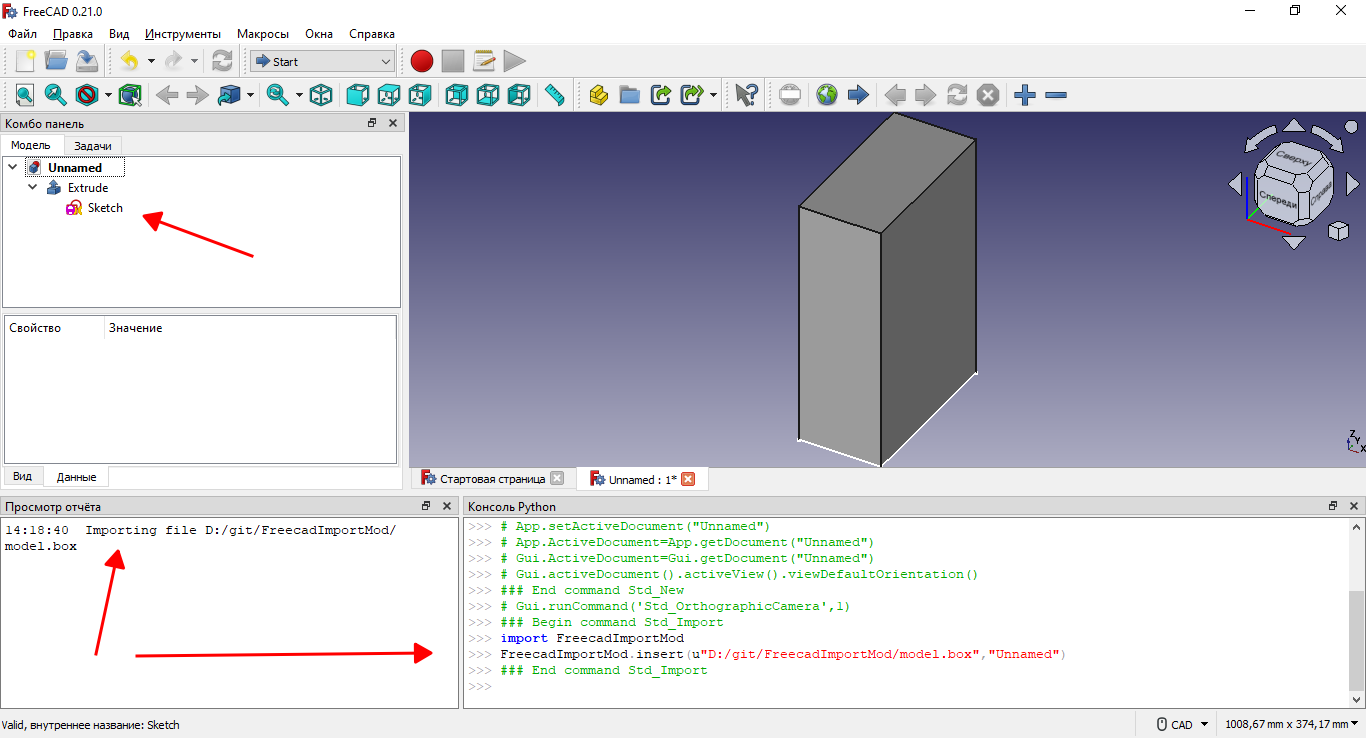 FreeCAD 0.21.0
Файл Правка Вид Инструменты Макросы Окна Справка
Start
Комбо панель
Модель Задачи
Unnamed
Extrude
Sketch
Свойство Значение
Вид Данные
Сверху
Спереди Справа
Z
Y
X
Стартовая страница Unnamed : 1*
Просмотр отчёта
14:18:40 Importing file D:/git/FreecadImportMod/
model.box
Консоль Python
>>> # App.setActiveDocument("Unnamed")
>>> # App.ActiveDocument=App.getDocument("Unnamed")
>>> # Gui.ActiveDocument=Gui.getDocument("Unnamed")
>>> # Gui.activeDocument().activeView().viewDefaultOrientation()
>>> ### End command Std_New
>>> # Gui.runCommand('Std_OrthographicCamera',1)
>>> ### Begin command Std_Import
>>> import FreecadImportMod
>>> FreecadImportMod.insert(u"D:/git/FreecadImportMod/model.box","Unnamed")
>>> ### End command Std_Import
>>>
Valid, внутреннее название: Sketch
CAD
1008,67 mm x 374,17 mm